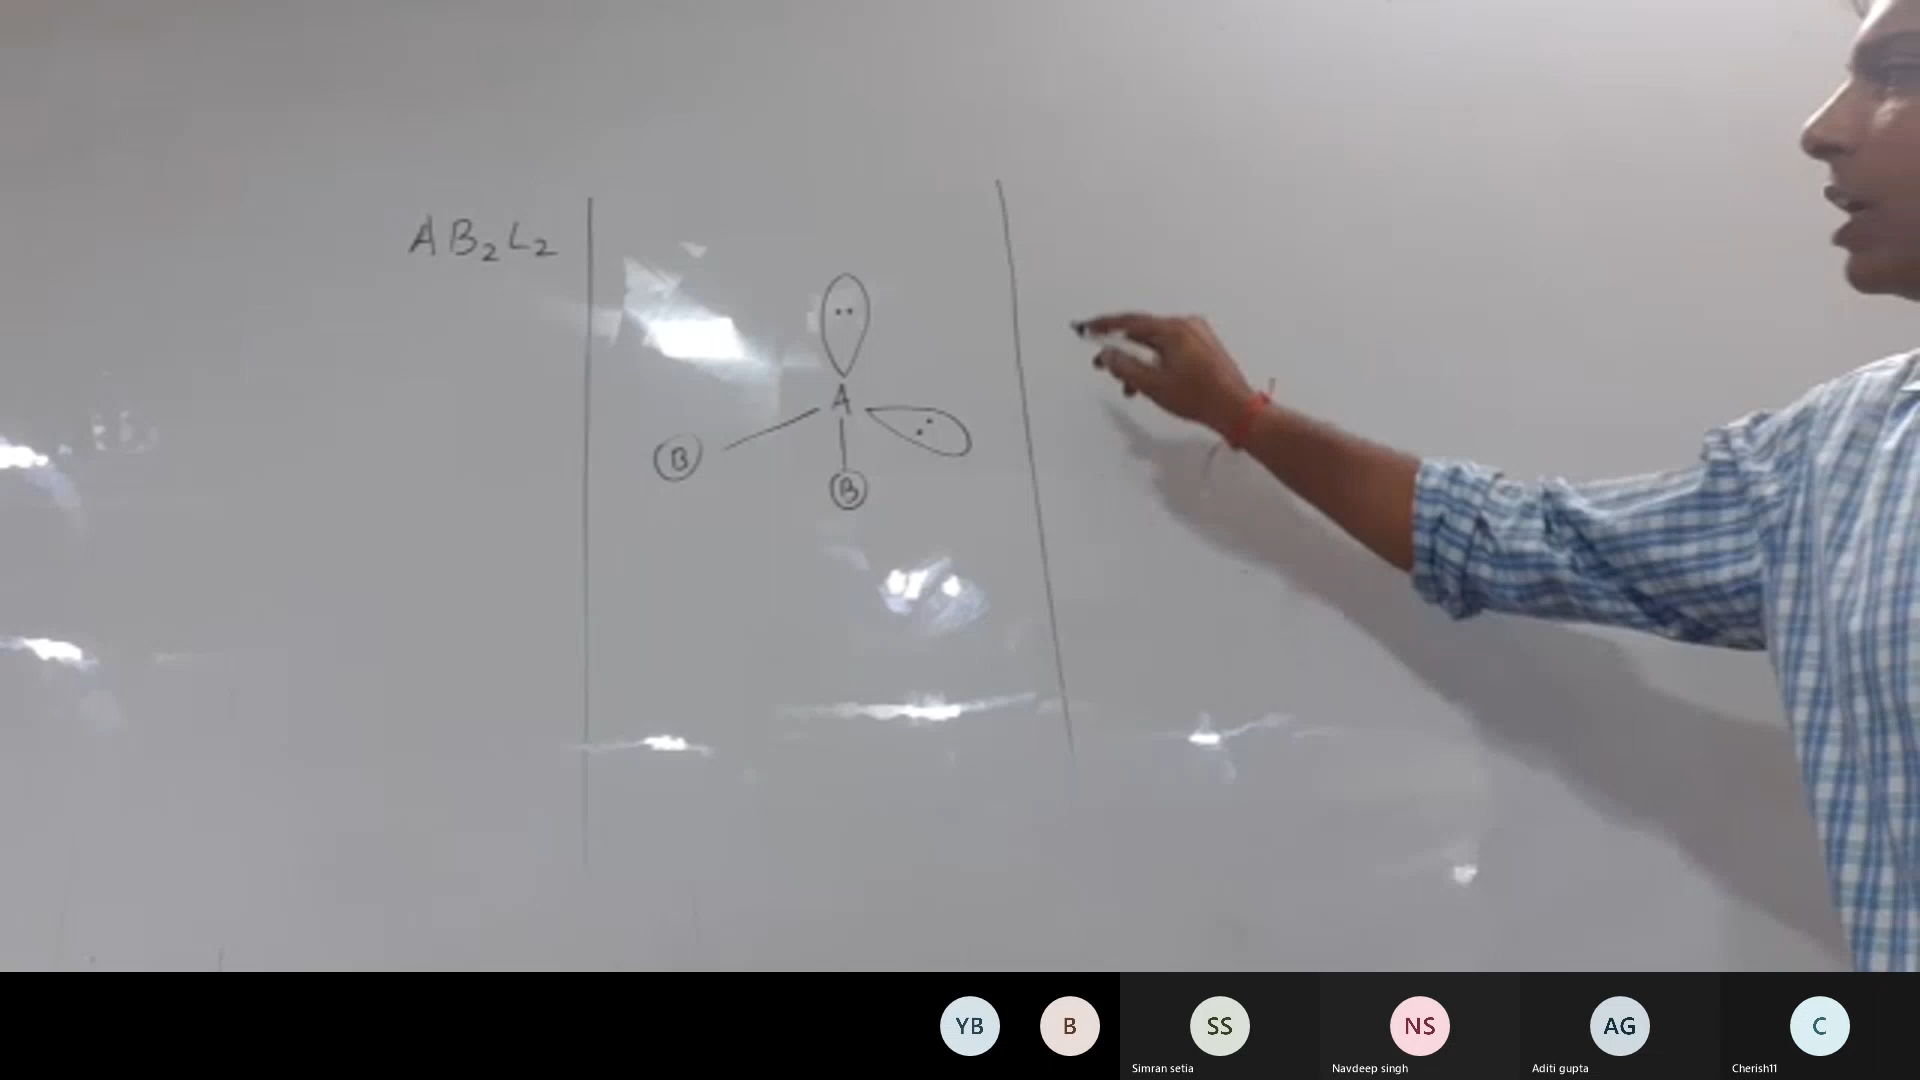 AB₂L₂
A
B
B
YB
B
SS
NS
AG
C
Simran setia
Navdeep singh
Aditi gupta
Cherish11